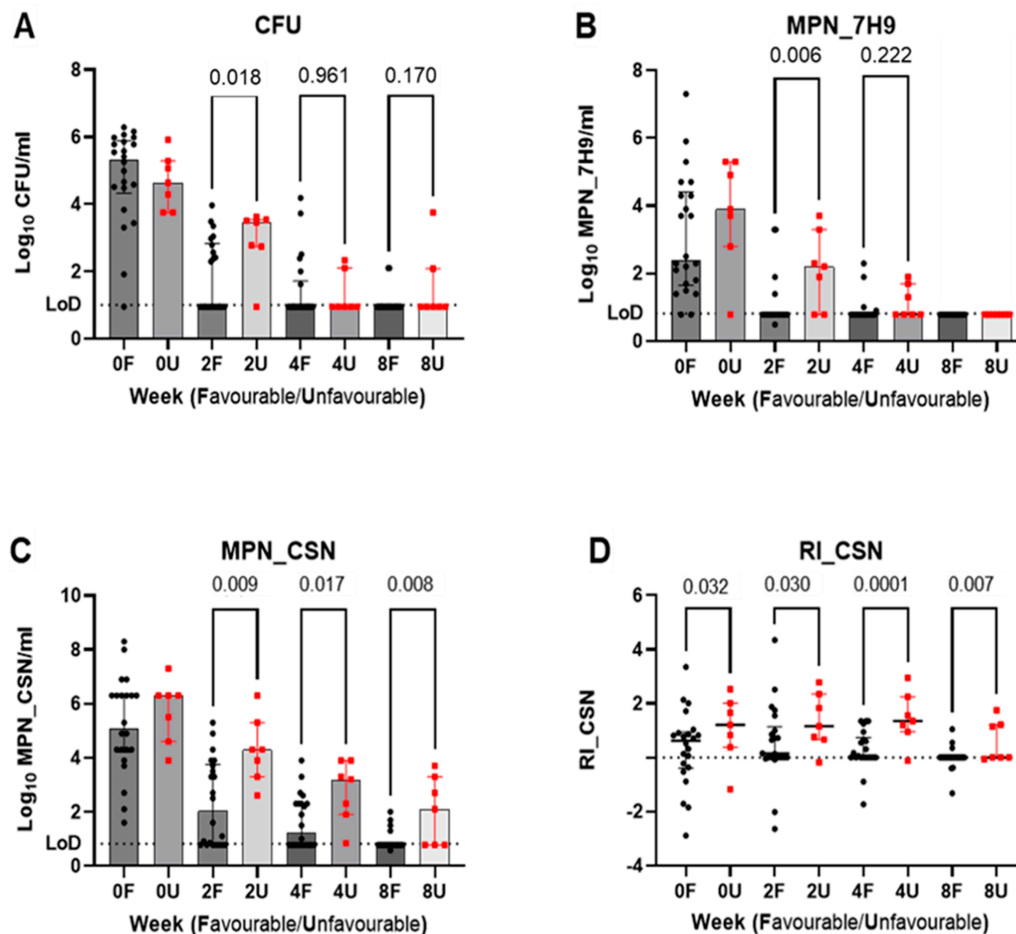 A
CFU
0.018
0.961
0.170
8
6
4
2
0
Log10 CFU/ml
LoD
0F 0U 2F 2U 4F 4U 8F 8U
Week (Favourable/Unfavourable)
B
MPN_7H9
0.006
0.222
8
6
4
2
0
Log10 MPN_7H9/ml
LoD
0F 0U 2F 2U 4F 4U 8F 8U
Week (Favourable/Unfavourable)
C
MPN_CSN
0.009
0.017
0.008
10
8
6
4
2
0
Log10 MPN_CSN/ml
LoD
0F 0U 2F 2U 4F 4U 8F 8U
Week (Favourable/Unfavourable)
D
RI_CSN
0.032
0.030
0.0001
0.007
6
4
2
0
-2
-4
RI_CSN
0F 0U 2F 2U 4F 4U 8F 8U
Week (Favourable/Unfavourable)